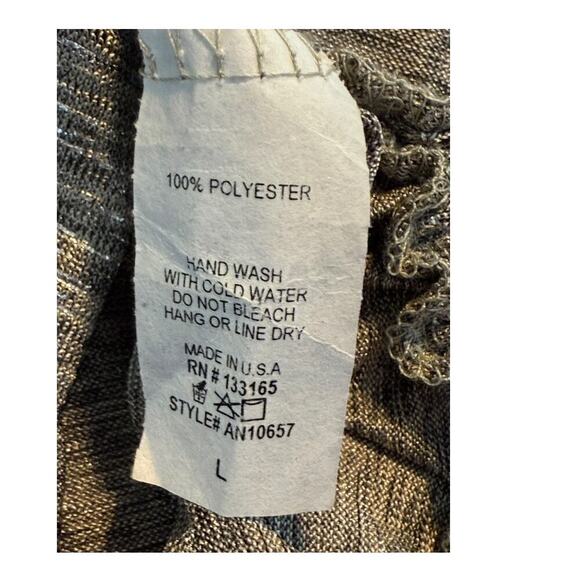 100% POLYESTER
HAND WASH
WITH COLD WATER
DO NOT BLEACH
HANG OR LINE DRY
MADE IN U.S.A
RN # 133165
STYLE# AN10657
L